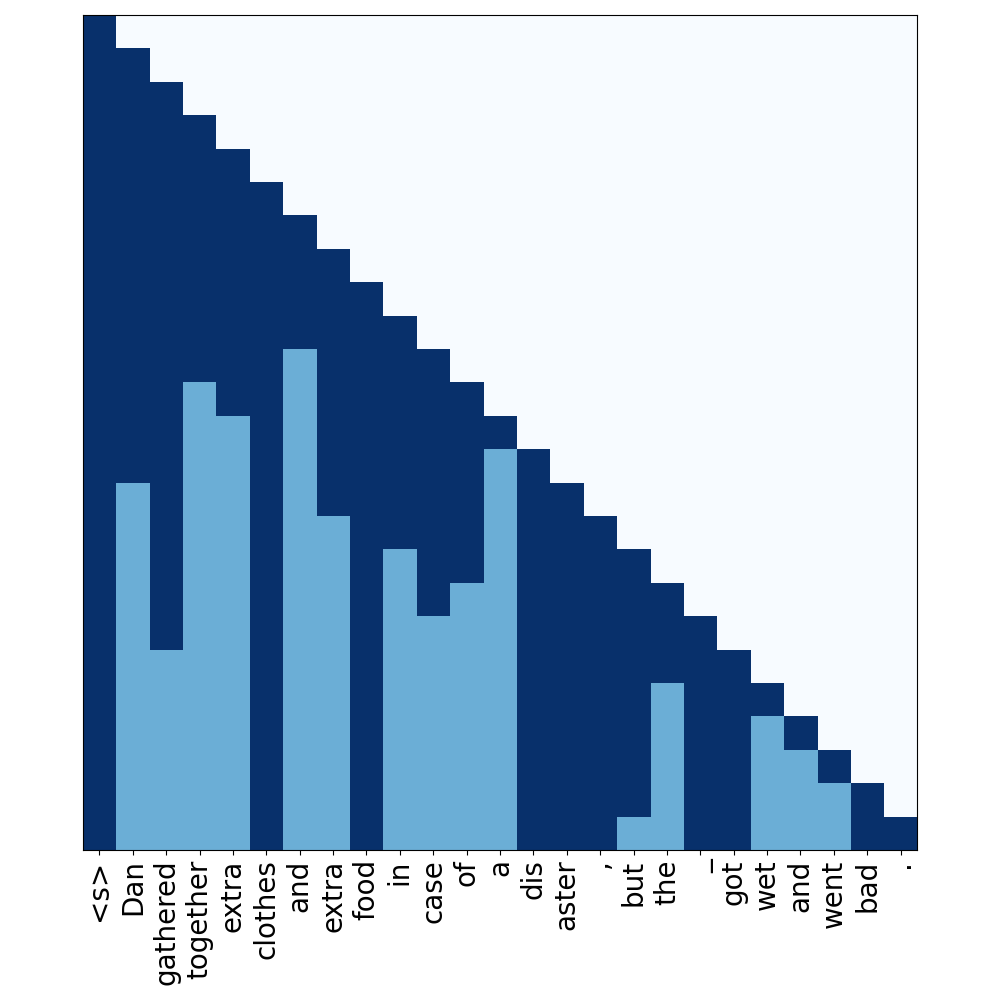 <s> Dan gathered together extra clothes and extra food in case of a dis aster , but the _ got wet and went bad .